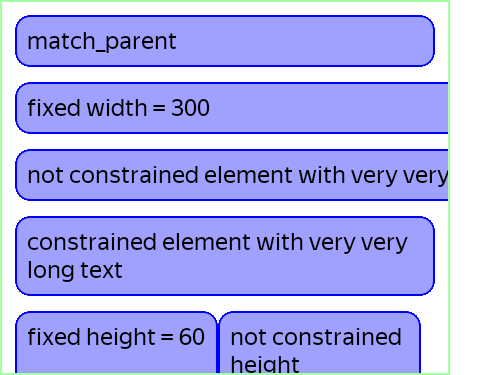 match_parent
fixed width = 300
not constrained element with very very
constrained element with very very
long text
fixed height = 60
not constrained
height